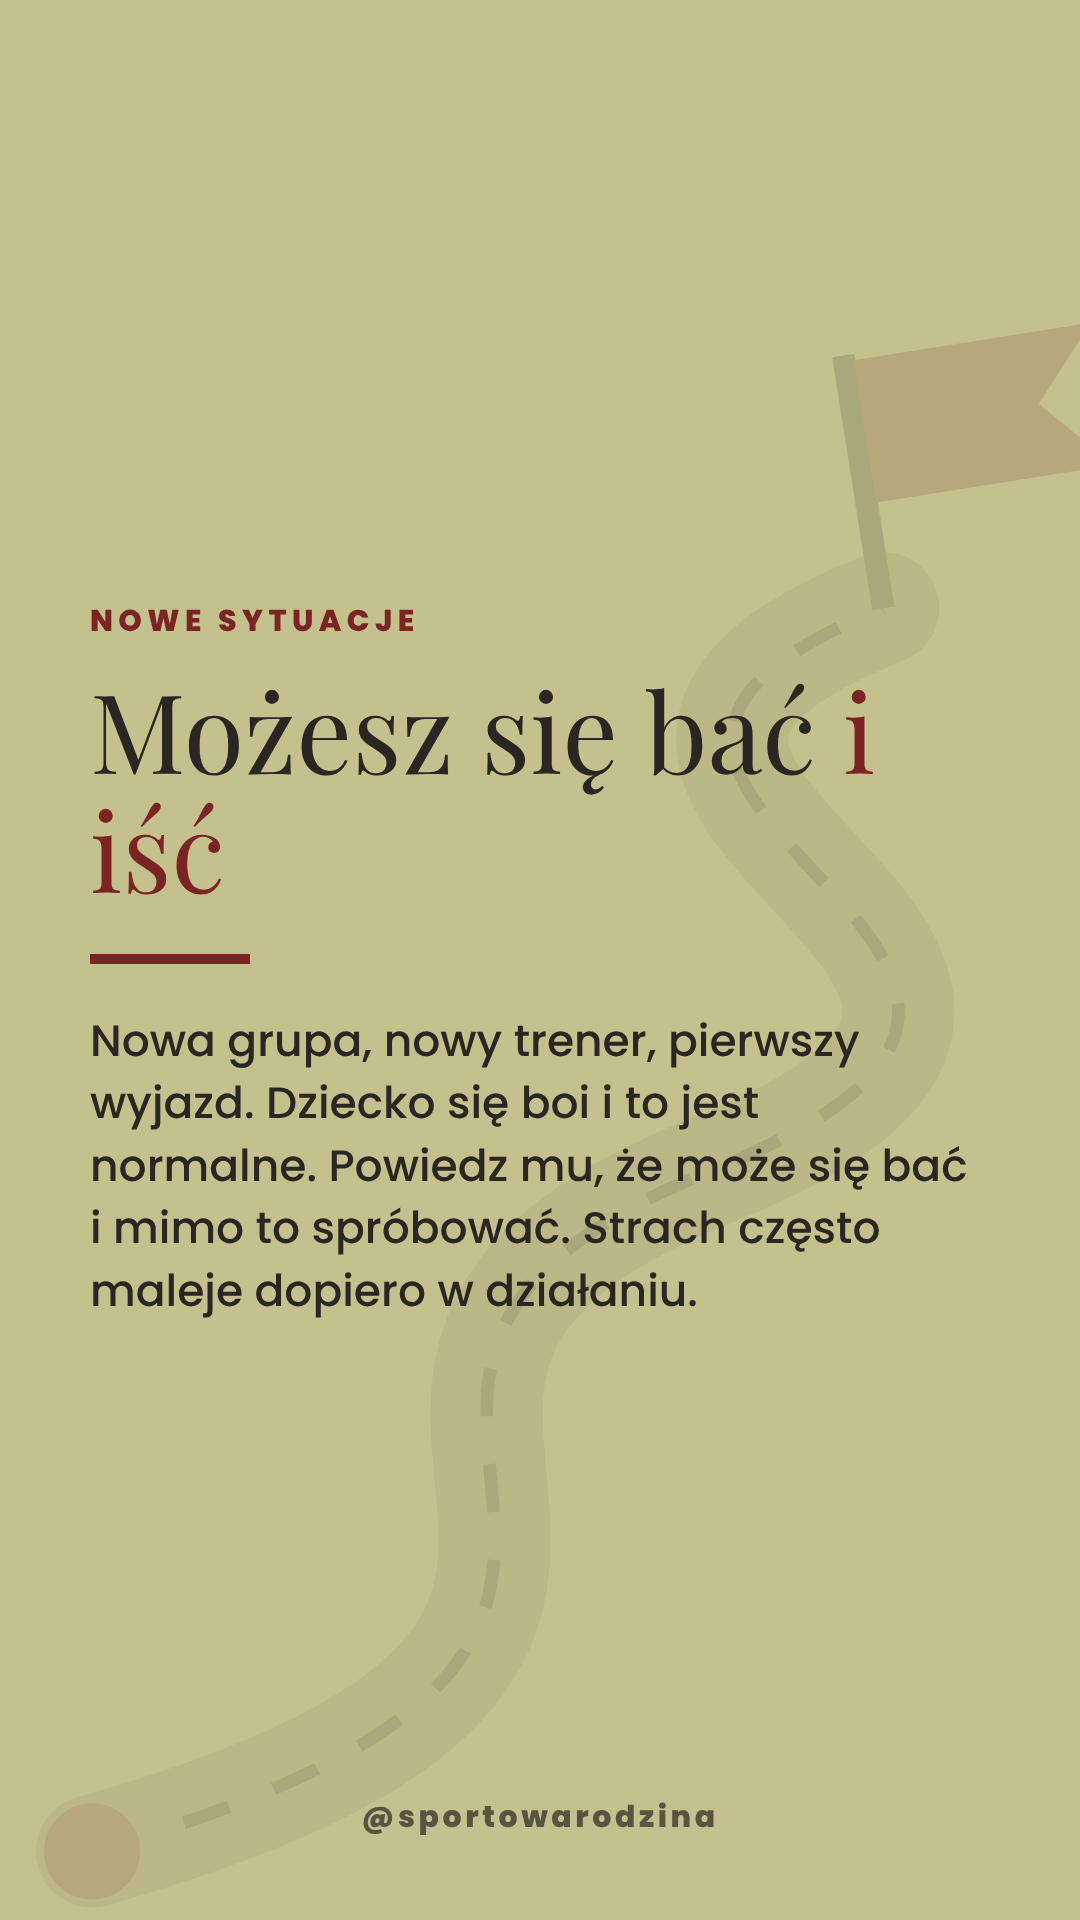 NOWE SYTUACJE
Możesz się bać i
iść
Nowa grupa, nowy trener, pierwszy
wyjazd. Dziecko się boi i to jest
normalne. Powiedz mu, że może się bać
i mimo to spróbować. Strach często
maleje dopiero w działaniu.
@sportowarodzina